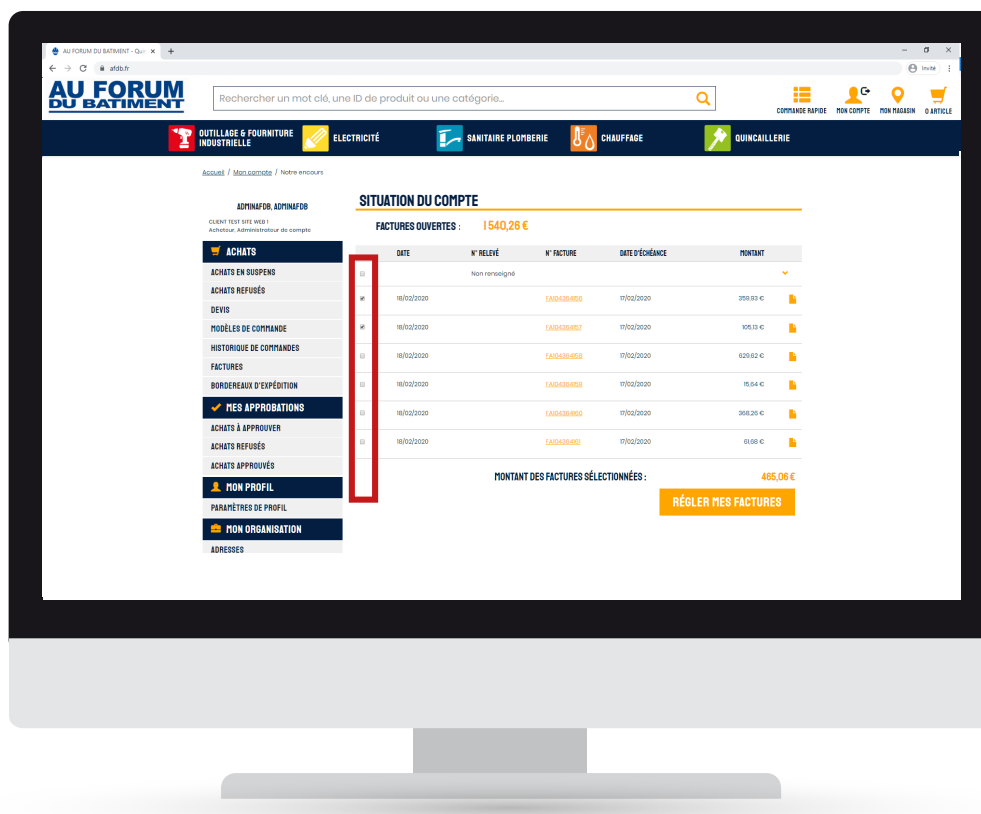 AU FORUM DU BATIMENT - Qui
afdb.fr
Invité
AU FORUM
DU BATIMENT
Rechercher un mot clé, une ID de produit ou une catégorie...
COMMANDE RAPIDE
MON COMPTE
MON MAGASIN
0 ARTICLE
OUTILLAGE & FOURNITURE
INDUSTRIELLE
ELECTRICITÉ
SANITAIRE PLOMBERIE
CHAUFFAGE
QUINCAILLERIE
Accueil / Mon compte / Notre encours
ADMINAFDB, ADMINAFDB
CLIENT TEST SITE WEB 1
Acheteur, Administrateur de compte
ACHATS
ACHATS EN SUSPENS
ACHATS REFUSÉS
DEVIS
MODÈLES DE COMMANDE
HISTORIQUE DE COMMANDES
FACTURES
BORDEREAUX D'EXPÉDITION
MES APPROBATIONS
ACHATS À APPROUVER
ACHATS REFUSÉS
ACHATS APPROUVÉS
MON PROFIL
PARAMÈTRES DE PROFIL
MON ORGANISATION
ADRESSES
SITUATION DU COMPTE
FACTURES OUVERTES : 1 540,26 €
DATE N° RELEVÉ N° FACTURE DATE D'ÉCHÉANCE MONTANT
Non renseigné
18/02/2020 FA104364156 17/02/2020 359,93 €
18/02/2020 FA104364157 17/02/2020 105,13 €
18/02/2020 FA104364158 17/02/2020 629,62 €
18/02/2020 17/02/2020 15,64 €
18/02/2020 FA104364160 17/02/2020 368,26 €
18/02/2020 FA104364161 17/02/2020 61,68 €
MONTANT DES FACTURES SÉLECTIONNÉES : 465,06 €
RÉGLER MES FACTURES